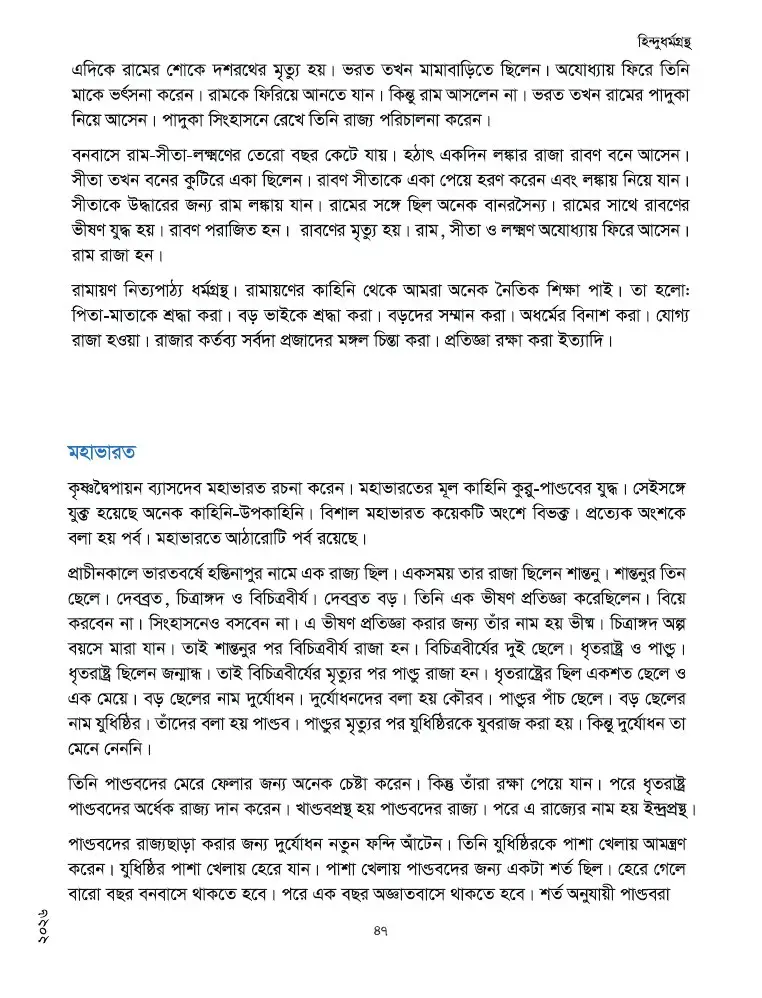 হিন্দুধর্মগ্রন্থ
এদিকে রামের শোকে দশরথের মৃত্যু হয়। ভরত তখন মামাবাড়িতে ছিলেন। অযোধ্যায় ফিরে তিনি
মাকে ভর্ৎসনা করেন। রামকে ফিরিয়ে আনতে যান। কিন্তু রাম আসলেন না। ভরত তখন রামের পাদুকা
নিয়ে আসেন। পাদুকা সিংহাসনে রেখে তিনি রাজ্য পরিচালনা করেন।
বনবাসে রাম-সীতা-লক্ষ্মণের তেরো বছর কেটে যায়। হঠাৎ একদিন লঙ্কার রাজা রাবণ বনে আসেন।
সীতা তখন বনের কুটিরে একা ছিলেন। রাবণ সীতাকে একা পেয়ে হরণ করেন এবং লঙ্কায় নিয়ে যান।
সীতাকে উদ্ধারের জন্য রাম লঙ্কায় যান। রামের সঙ্গে ছিল অনেক বানরসৈন্য। রামের সাথে রাবণের
ভীষণ যুদ্ধ হয়। রাবণ পরাজিত হন। রাবণের মৃত্যু হয়। রাম, সীতা ও লক্ষ্মণ অযোধ্যায় ফিরে আসেন।
রাম রাজা হন।
রামায়ণ নিত্যপাঠ্য ধর্মগ্রন্থ। রামায়ণের কাহিনি থেকে আমরা অনেক নৈতিক শিক্ষা পাই। তা হলো:
পিতা-মাতাকে শ্রদ্ধা করা। বড় ভাইকে শ্রদ্ধা করা। বড়দের সম্মান করা। অধর্মের বিনাশ করা। যোগ্য
রাজা হওয়া। রাজার কর্তব্য সর্বদা প্রজাদের মঙ্গল চিন্তা করা। প্রতিজ্ঞা রক্ষা করা ইত্যাদি।
মহাভারত
কৃষ্ণদ্বৈপায়ন ব্যাসদেব মহাভারত রচনা করেন। মহাভারতের মূল কাহিনি কুরু-পাণ্ডবের যুদ্ধ। সেইসঙ্গে
যুক্ত হয়েছে অনেক কাহিনি-উপকাহিনি। বিশাল মহাভারত কয়েকটি অংশে বিভক্ত। প্রত্যেক অংশকে
বলা হয় পর্ব। মহাভারতে আঠারোটি পর্ব রয়েছে।
প্রাচীনকালে ভারতবর্ষে হস্তিনাপুর নামে এক রাজ্য ছিল। একসময় তার রাজা ছিলেন শান্তনু। শান্তনুর তিন
ছেলে। দেবব্রত, চিত্রাঙ্গদ ও বিচিত্রবীর্য। দেবব্রত বড়। তিনি এক ভীষণ প্রতিজ্ঞা করেছিলেন। বিয়ে
করবেন না। সিংহাসনেও বসবেন না। এ ভীষণ প্রতিজ্ঞা করার জন্য তাঁর নাম হয় ভীষ্ম। চিত্রাঙ্গদ অল্প
বয়সে মারা যান। তাই শান্তনুর পর বিচিত্রবীর্য রাজা হন। বিচিত্রবীর্যের দুই ছেলে। ধৃতরাষ্ট্র ও পাণ্ডু।
ধৃতরাষ্ট্র ছিলেন জন্মান্ধ। তাই বিচিত্রবীর্যের মৃত্যুর পর পাণ্ডু রাজা হন। ধৃতরাষ্ট্রের ছিল একশত ছেলে ও
এক মেয়ে। বড় ছেলের নাম দুর্যোধন। দুর্যোধনদের বলা হয় কৌরব। পাণ্ডুর পাঁচ ছেলে। বড় ছেলের
নাম যুধিষ্ঠির। তাঁদের বলা হয় পাণ্ডব। পাণ্ডুর মৃত্যুর পর যুধিষ্ঠিরকে যুবরাজ করা হয়। কিন্তু দুর্যোধন তা
মেনে নেননি।
তিনি পাণ্ডবদের মেরে ফেলার জন্য অনেক চেষ্টা করেন। কিন্তু তাঁরা রক্ষা পেয়ে যান। পরে ধৃতরাষ্ট্র
পাণ্ডবদের অর্ধেক রাজ্য দান করেন। খাণ্ডবপ্রস্থ হয় পাণ্ডবদের রাজ্য। পরে এ রাজ্যের নাম হয় ইন্দ্রপ্রস্থ।
পাণ্ডবদের রাজ্যছাড়া করার জন্য দুর্যোধন নতুন ফন্দি আঁটেন। তিনি যুধিষ্ঠিরকে পাশা খেলায় আমন্ত্রণ
করেন। যুধিষ্ঠির পাশা খেলায় হেরে যান। পাশা খেলায় পাণ্ডবদের জন্য একটা শর্ত ছিল। হেরে গেলে
বারো বছর বনবাসে থাকতে হবে। পরে এক বছর অজ্ঞাতবাসে থাকতে হবে। শর্ত অনুযায়ী পাণ্ডবরা
২০২৬
৪৭